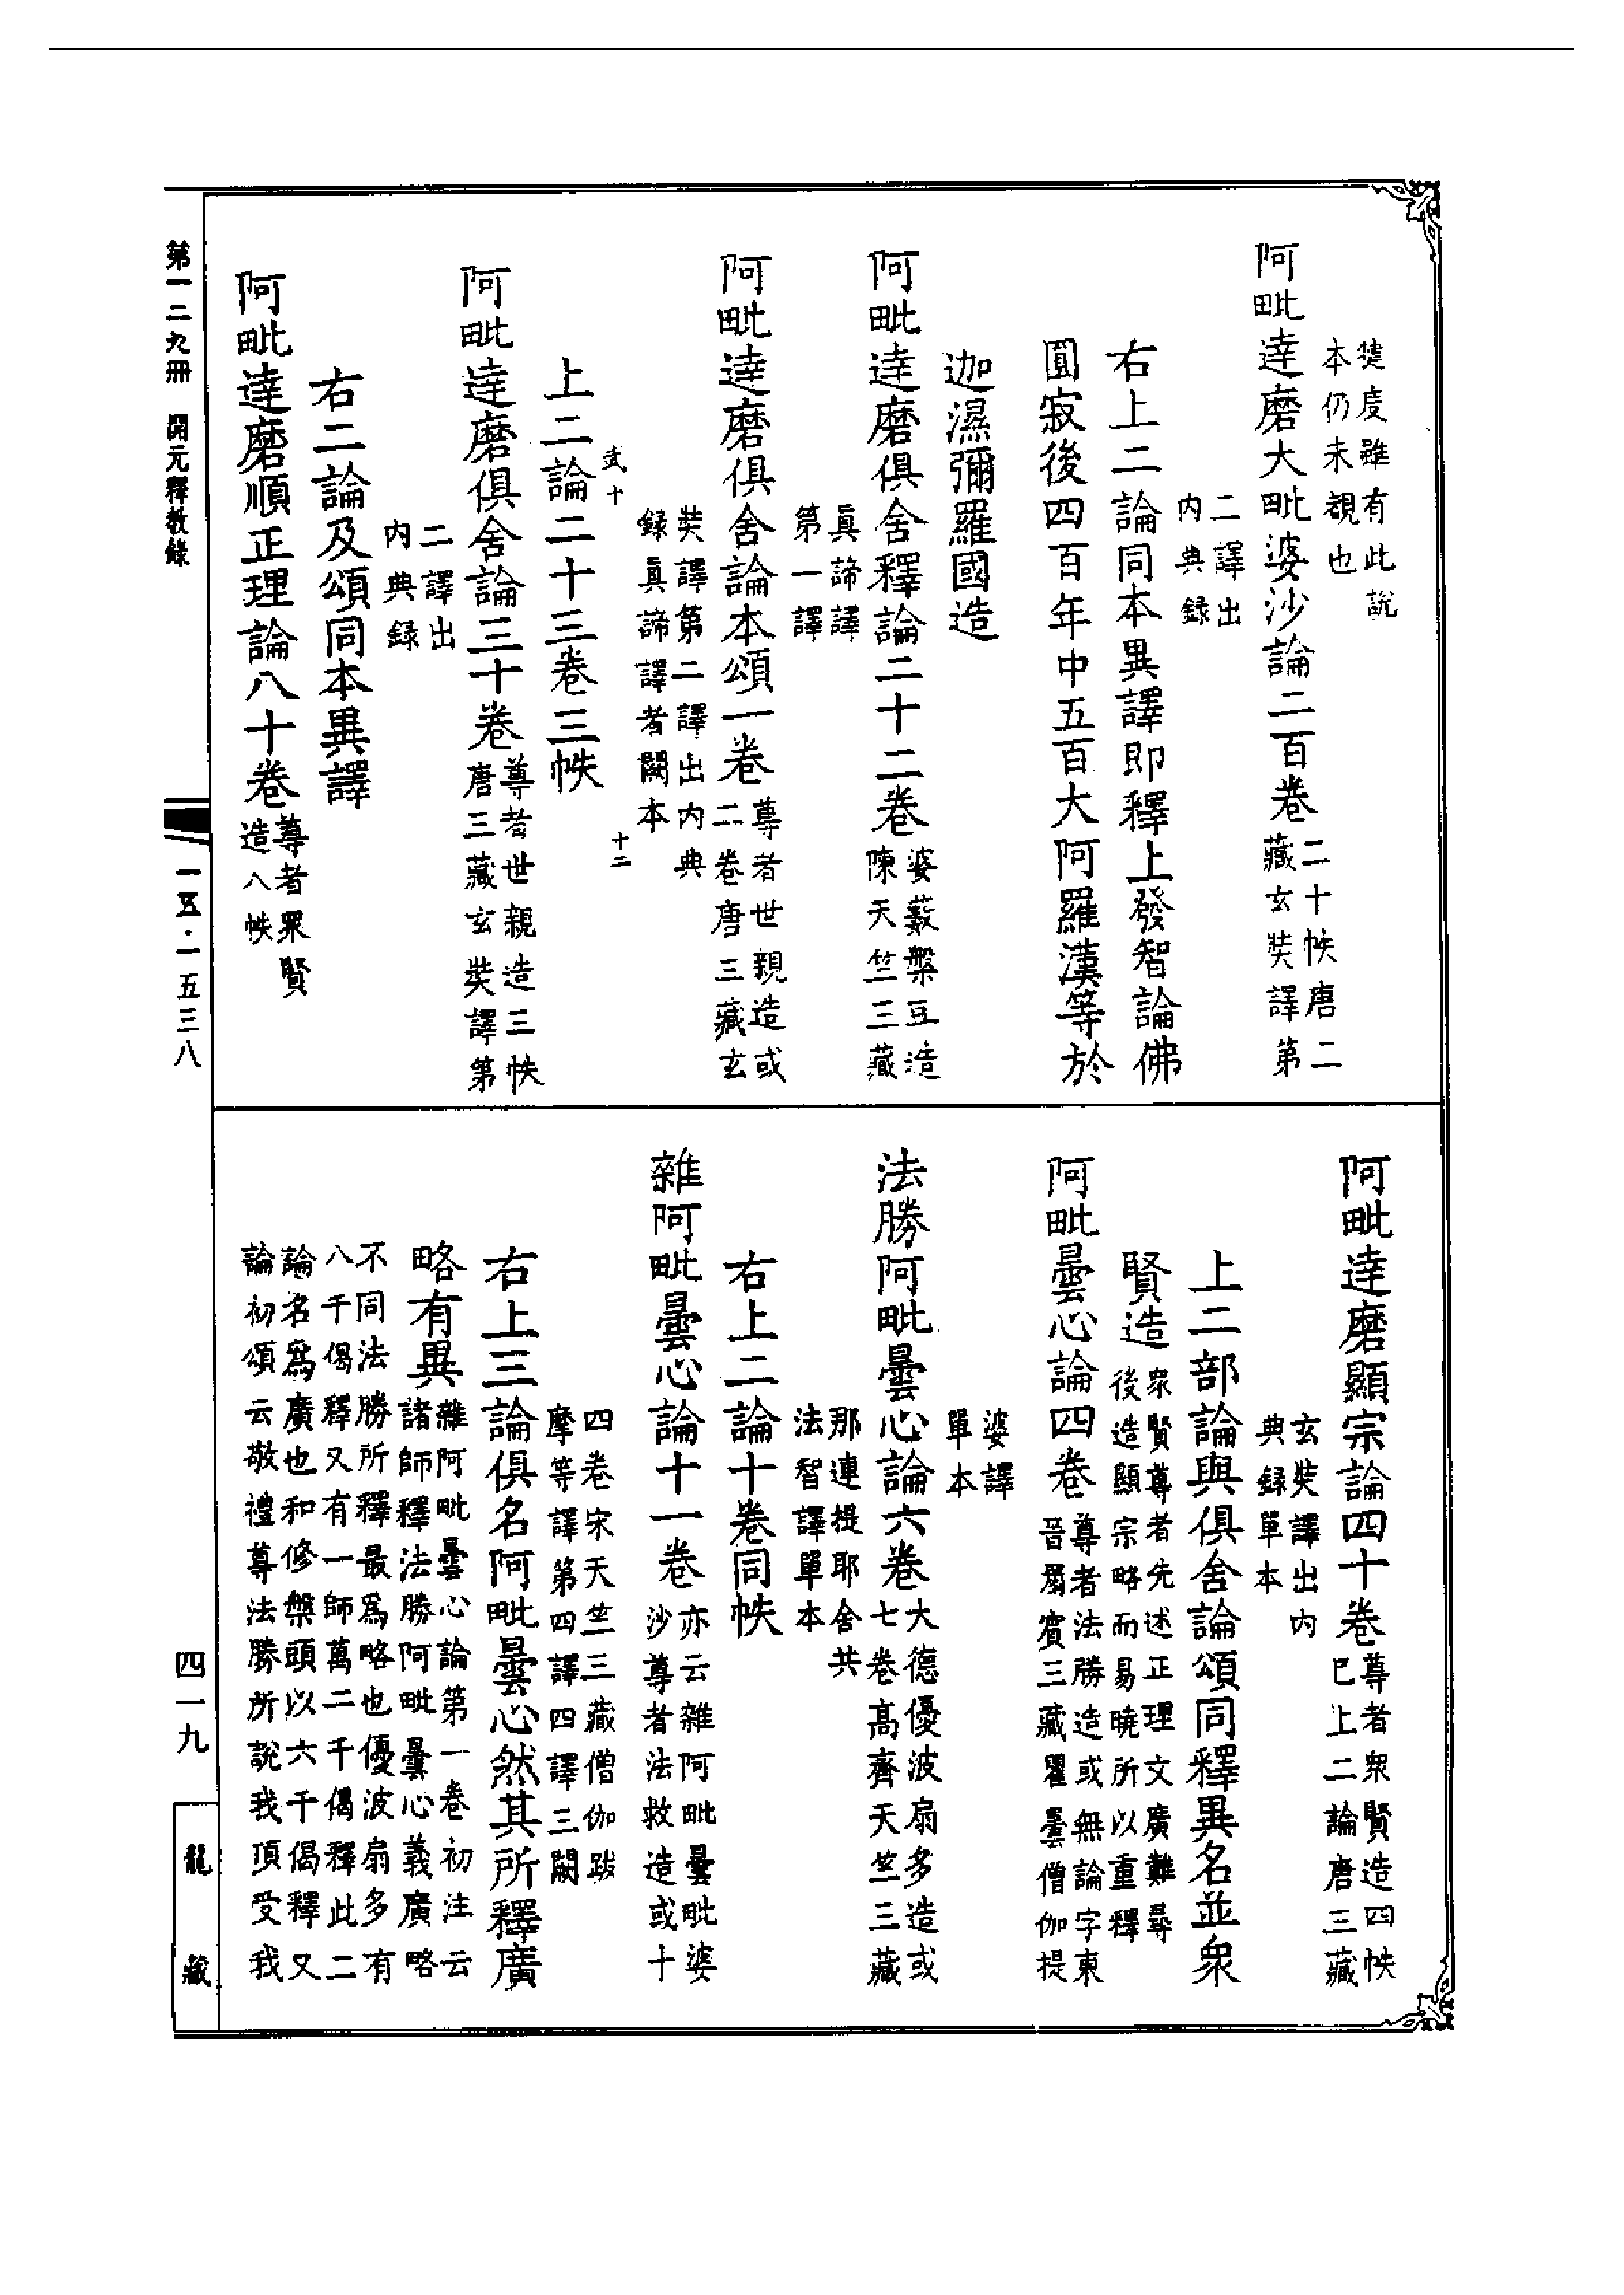 揵度雖有此說
本仍未覩也
阿毗達磨大毗婆沙論二百卷二十帙唐二
藏玄奘譯第
二譯出
内典録
右上二論同本異譯即釋上發智論佛
圓寂後四百年中五百大阿羅漢等於
迦濕彌羅國造
阿毗達磨俱舍釋論二十二卷婆藪槃豆造
陳天竺三藏
真諦譯
第一譯
阿毗達磨俱舍論本頌一卷尊者世親造或
二卷唐三藏玄
奘譯第二譯出内典
録真諦譯者闕本
武十
十二
上二論二十三卷三帙
阿毗達磨俱舍論三十卷尊者世親造三帙
唐三藏玄奘譯第
二譯出
内典録
右二論及頌同本異譯
阿毗達磨順正理論八十卷尊者眾賢
造八帙
第一二九冊 開元釋教錄
一五·一五三八
阿毗達磨顯宗論四十卷尊者眾賢造四帙
已上二論唐三藏
玄奘譯出内
典録單本
上二部論與俱舍論頌同釋異名並眾
賢造眾賢尊者先述正理文廣難尋
後造顯宗略而易曉所以重釋
阿毗曇心論四卷尊者法勝造或無論字東
晉罽賓三藏瞿曇僧伽提
婆譯
單本
法勝阿毗曇心論六卷大德優波扇多造或
七卷高齊天竺三藏
那連提耶舍共
法智譯單本
右上二論十卷同帙
雜阿毗曇心論十一卷亦云雜阿毗曇毗婆
沙尊者法救造或十
四卷宋天竺三藏僧伽跋
摩等譯第四譯四譯三闕
右上三論俱名阿毗曇心然其所釋廣
略有異雜阿毗曇心論第一卷初注云
諸師釋法勝阿毗曇心義廣略
不同法勝所釋最為略也優波扇多有
八千偈釋又有一師萬二千偈釋此二
論名為廣也和修槃頭以六千偈釋又
論初頌云敬禮尊法勝所說我頂受我
四一九
龍藏